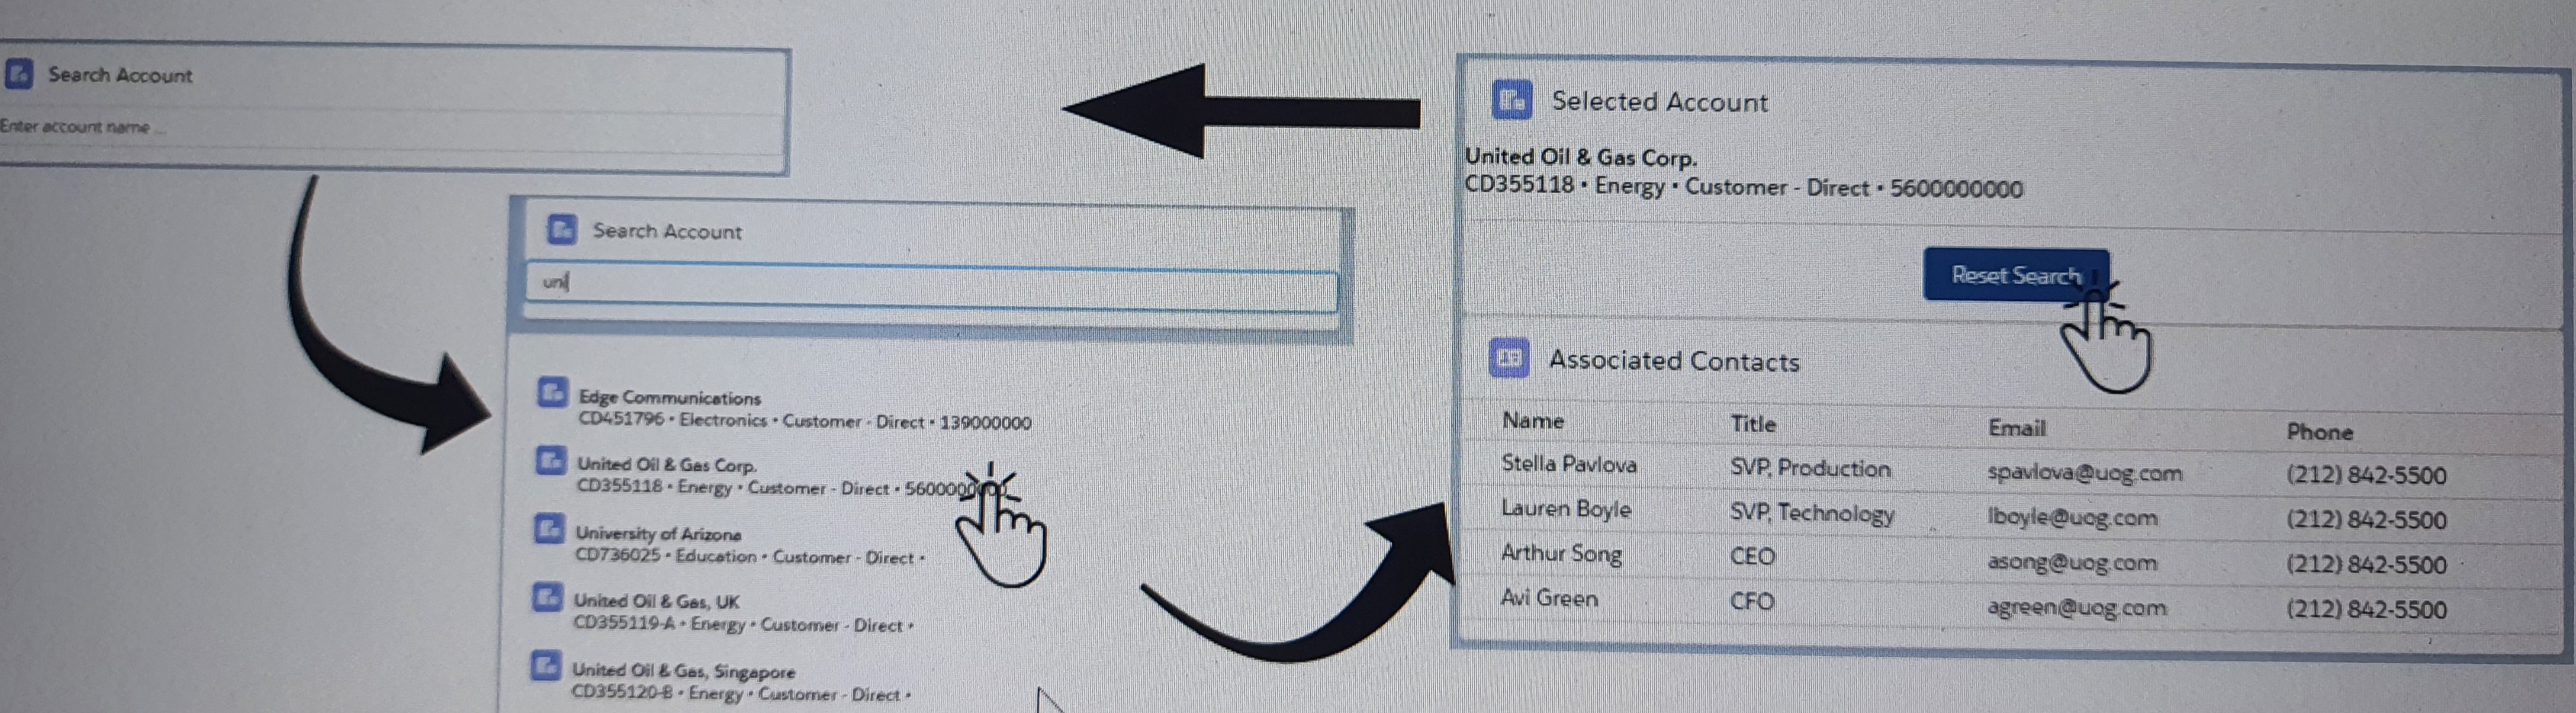 Search Account
Enter account name ...
Search Account
uni
Edge Communications
CD451796 • Electronics • Customer - Direct • 139000000
United Oil & Gas Corp.
CD355118 • Energy • Customer - Direct •
University of Arizona
CD736025 • Education • Customer - Direct •
United Oil & Gas, UK
CD355119-A • Energy • Customer - Direct •
United Oil & Gas, Singapore
CD355120-B • Energy • Customer - Direct •
Selected Account
United Oil & Gas Corp.
CD355118 • Energy • Customer - Direct • 5600000000
Reset Search
Associated Contacts
Name Title Email Phone
Stella Pavlova SVP, Production spavlova@uog.com (212) 842-5500
Lauren Boyle SVP, Technology lboyle@uog.com (212) 842-5500
Arthur Song CEO asong@uog.com (212) 842-5500
Avi Green CFO agreen@uog.com (212) 842-5500